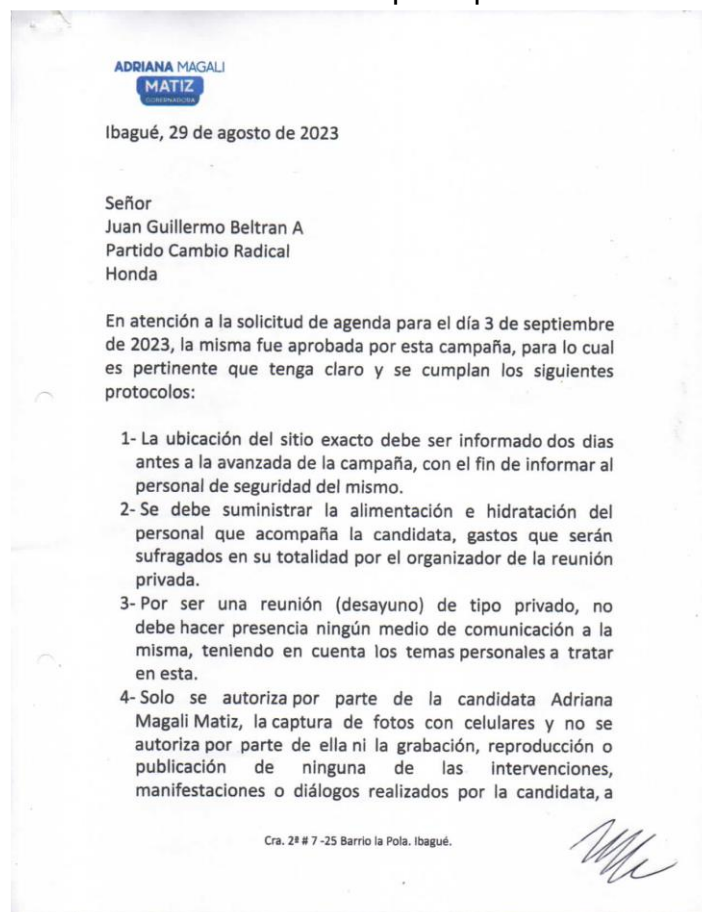 ADRIANA MAGALI
MATIZ
GOBERNADORA
Ibagué, 29 de agosto de 2023
Señor
Juan Guillermo Beltran A
Partido Cambio Radical
Honda
En atención a la solicitud de agenda para el día 3 de septiembre
de 2023, la misma fue aprobada por esta campaña, para lo cual
es pertinente que tenga claro y se cumplan los siguientes
protocolos:
1- La ubicación del sitio exacto debe ser informado dos dias
antes a la avanzada de la campaña, con el fin de informar al
personal de seguridad del mismo.
2- Se debe suministrar la alimentación e hidratación del
personal que acompaña la candidata, gastos que serán
sufragados en su totalidad por el organizador de la reunión
privada.
3- Por ser una reunión (desayuno) de tipo privado, no
debe hacer presencia ningún medio de comunicación a la
misma, teniendo en cuenta los temas personales a tratar
en esta.
4- Solo se autoriza por parte de la candidata Adriana
Magali Matiz, la captura de fotos con celulares y no se
autoriza por parte de ella ni la grabación, reproducción o
publicación de ninguna de las intervenciones,
manifestaciones o diálogos realizados por la candidata, a
Cra. 2ª # 7 -25 Barrio la Pola. Ibagué.